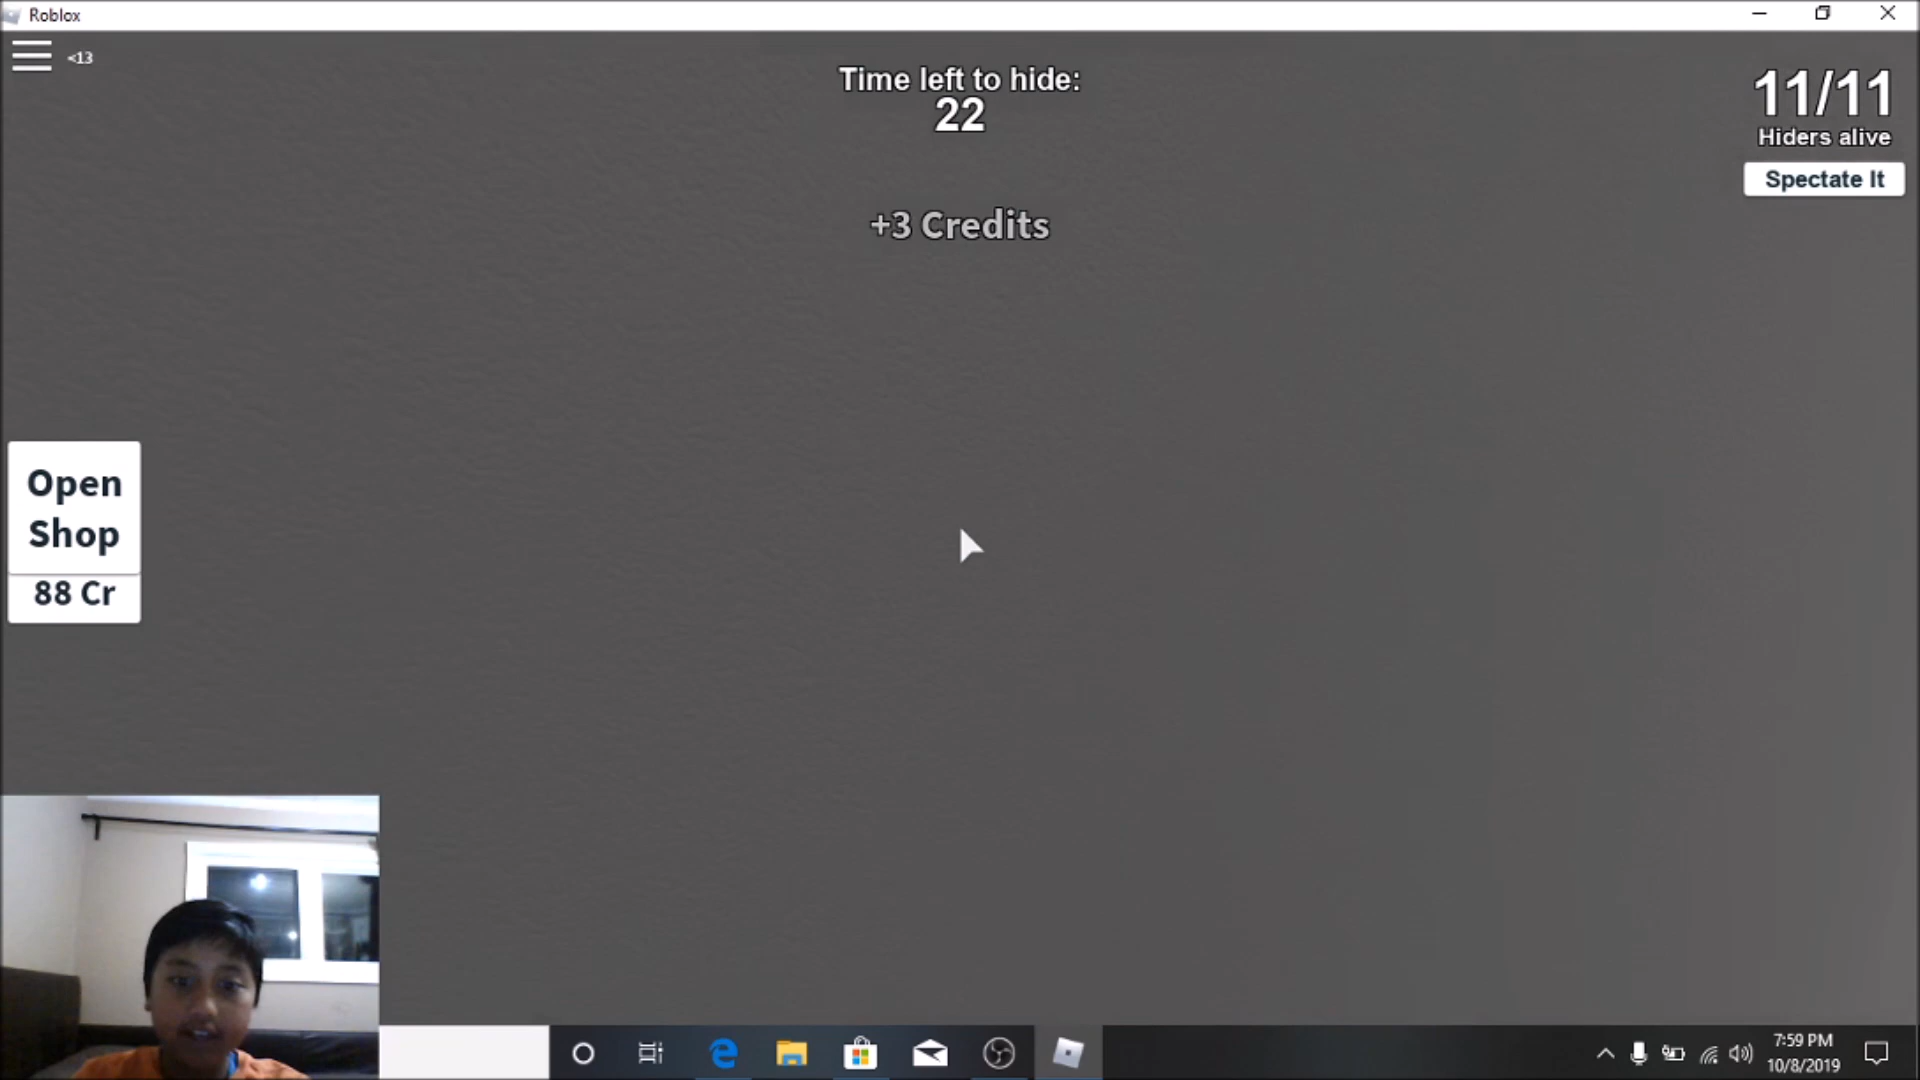 Roblox
<13
Time left to hide:
22
11/11
Hiders alive
Spectate It
+3 Credits
Open
Shop
88 Cr
7:59 PM
10/8/2019